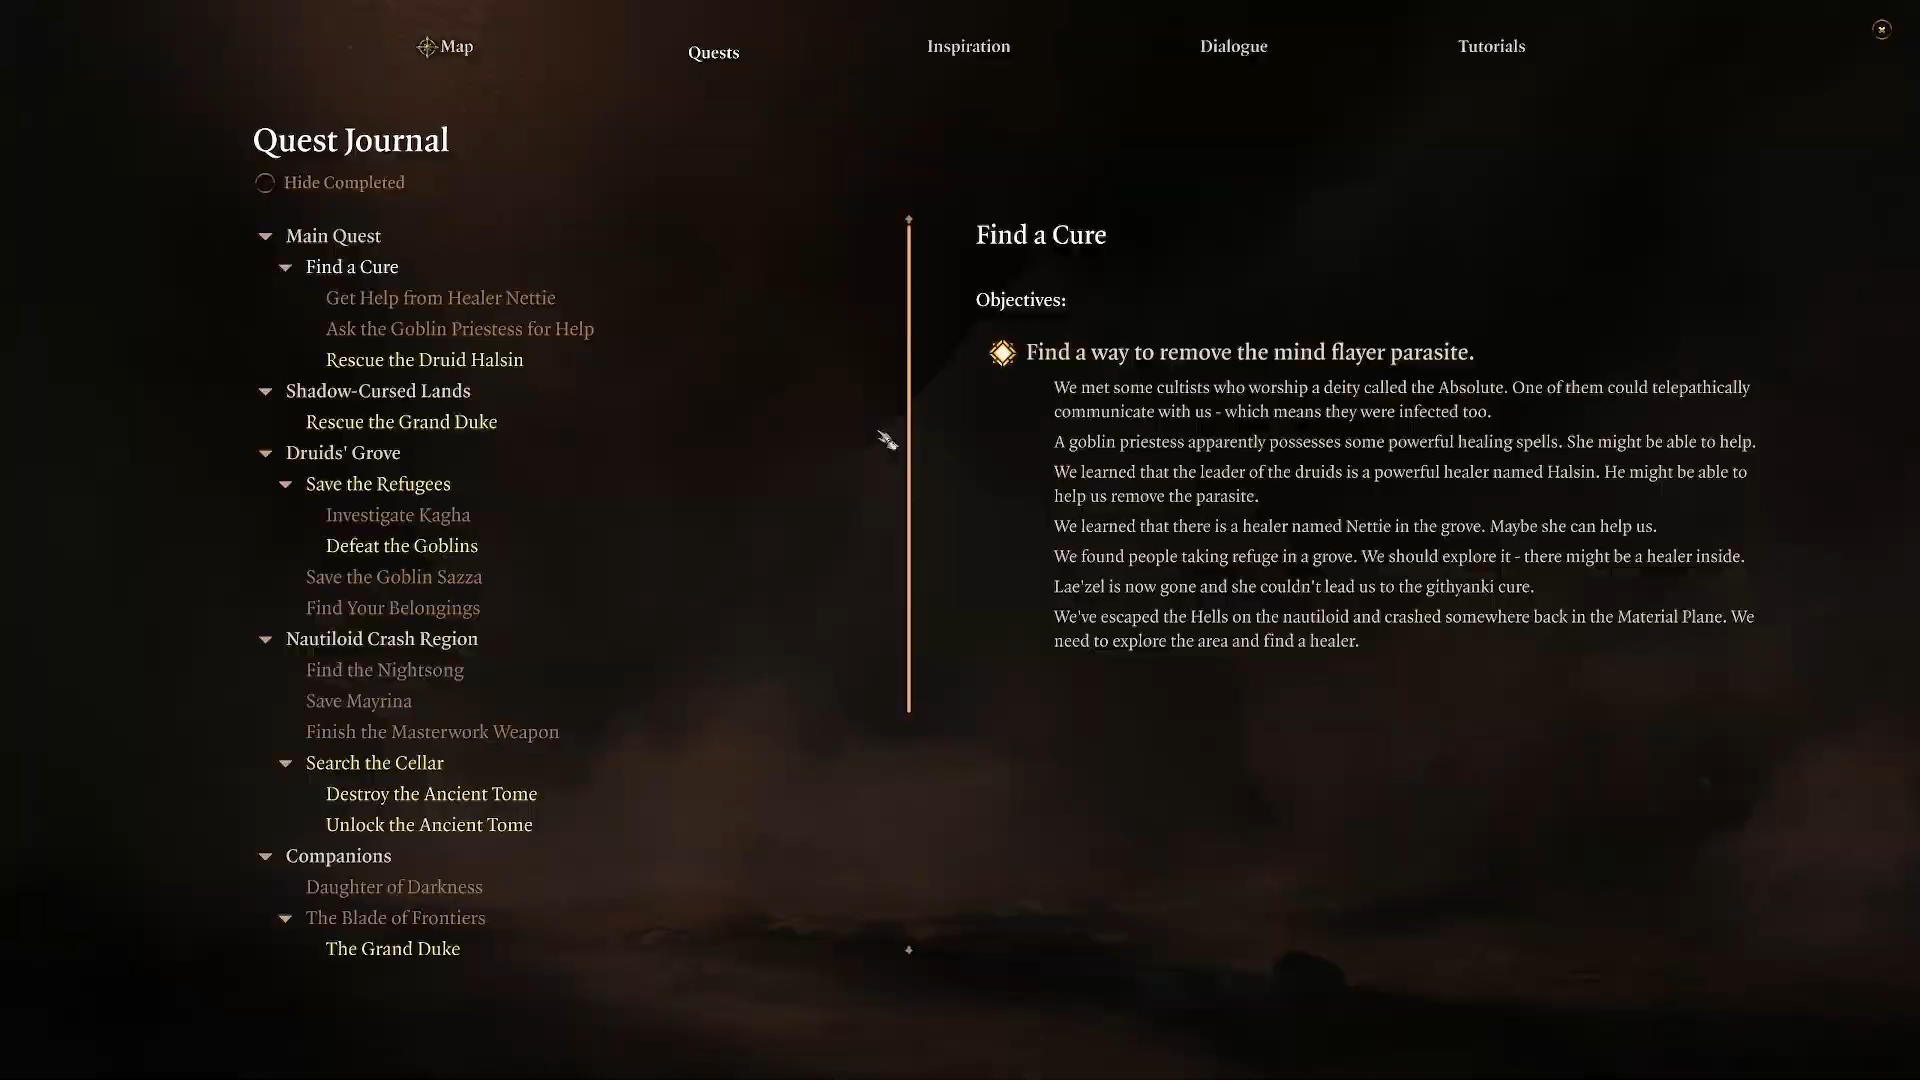 Map
Quests
Inspiration
Dialogue
Tutorials
Quest Journal
Hide Completed
Main Quest
Find a Cure
Get Help from Healer Nettie
Ask the Goblin Priestess for Help
Rescue the Druid Halsin
Shadow-Cursed Lands
Rescue the Grand Duke
Druids' Grove
Save the Refugees
Investigate Kagha
Defeat the Goblins
Save the Goblin Sazza
Find Your Belongings
Nautiloid Crash Region
Find the Nightsong
Save Mayrina
Finish the Masterwork Weapon
Search the Cellar
Destroy the Ancient Tome
Unlock the Ancient Tome
Companions
Daughter of Darkness
The Blade of Frontiers
The Grand Duke
Find a Cure
Objectives:
Find a way to remove the mind flayer parasite.
We met some cultists who worship a deity called the Absolute. One of them could telepathically
communicate with us - which means they were infected too.
A goblin priestess apparently possesses some powerful healing spells. She might be able to help.
We learned that the leader of the druids is a powerful healer named Halsin. He might be able to
help us remove the parasite.
We learned that there is a healer named Nettie in the grove. Maybe she can help us.
We found people taking refuge in a grove. We should explore it - there might be a healer inside.
Lae'zel is now gone and she couldn't lead us to the githyanki cure.
We've escaped the Hells on the nautiloid and crashed somewhere back in the Material Plane. We
need to explore the area and find a healer.